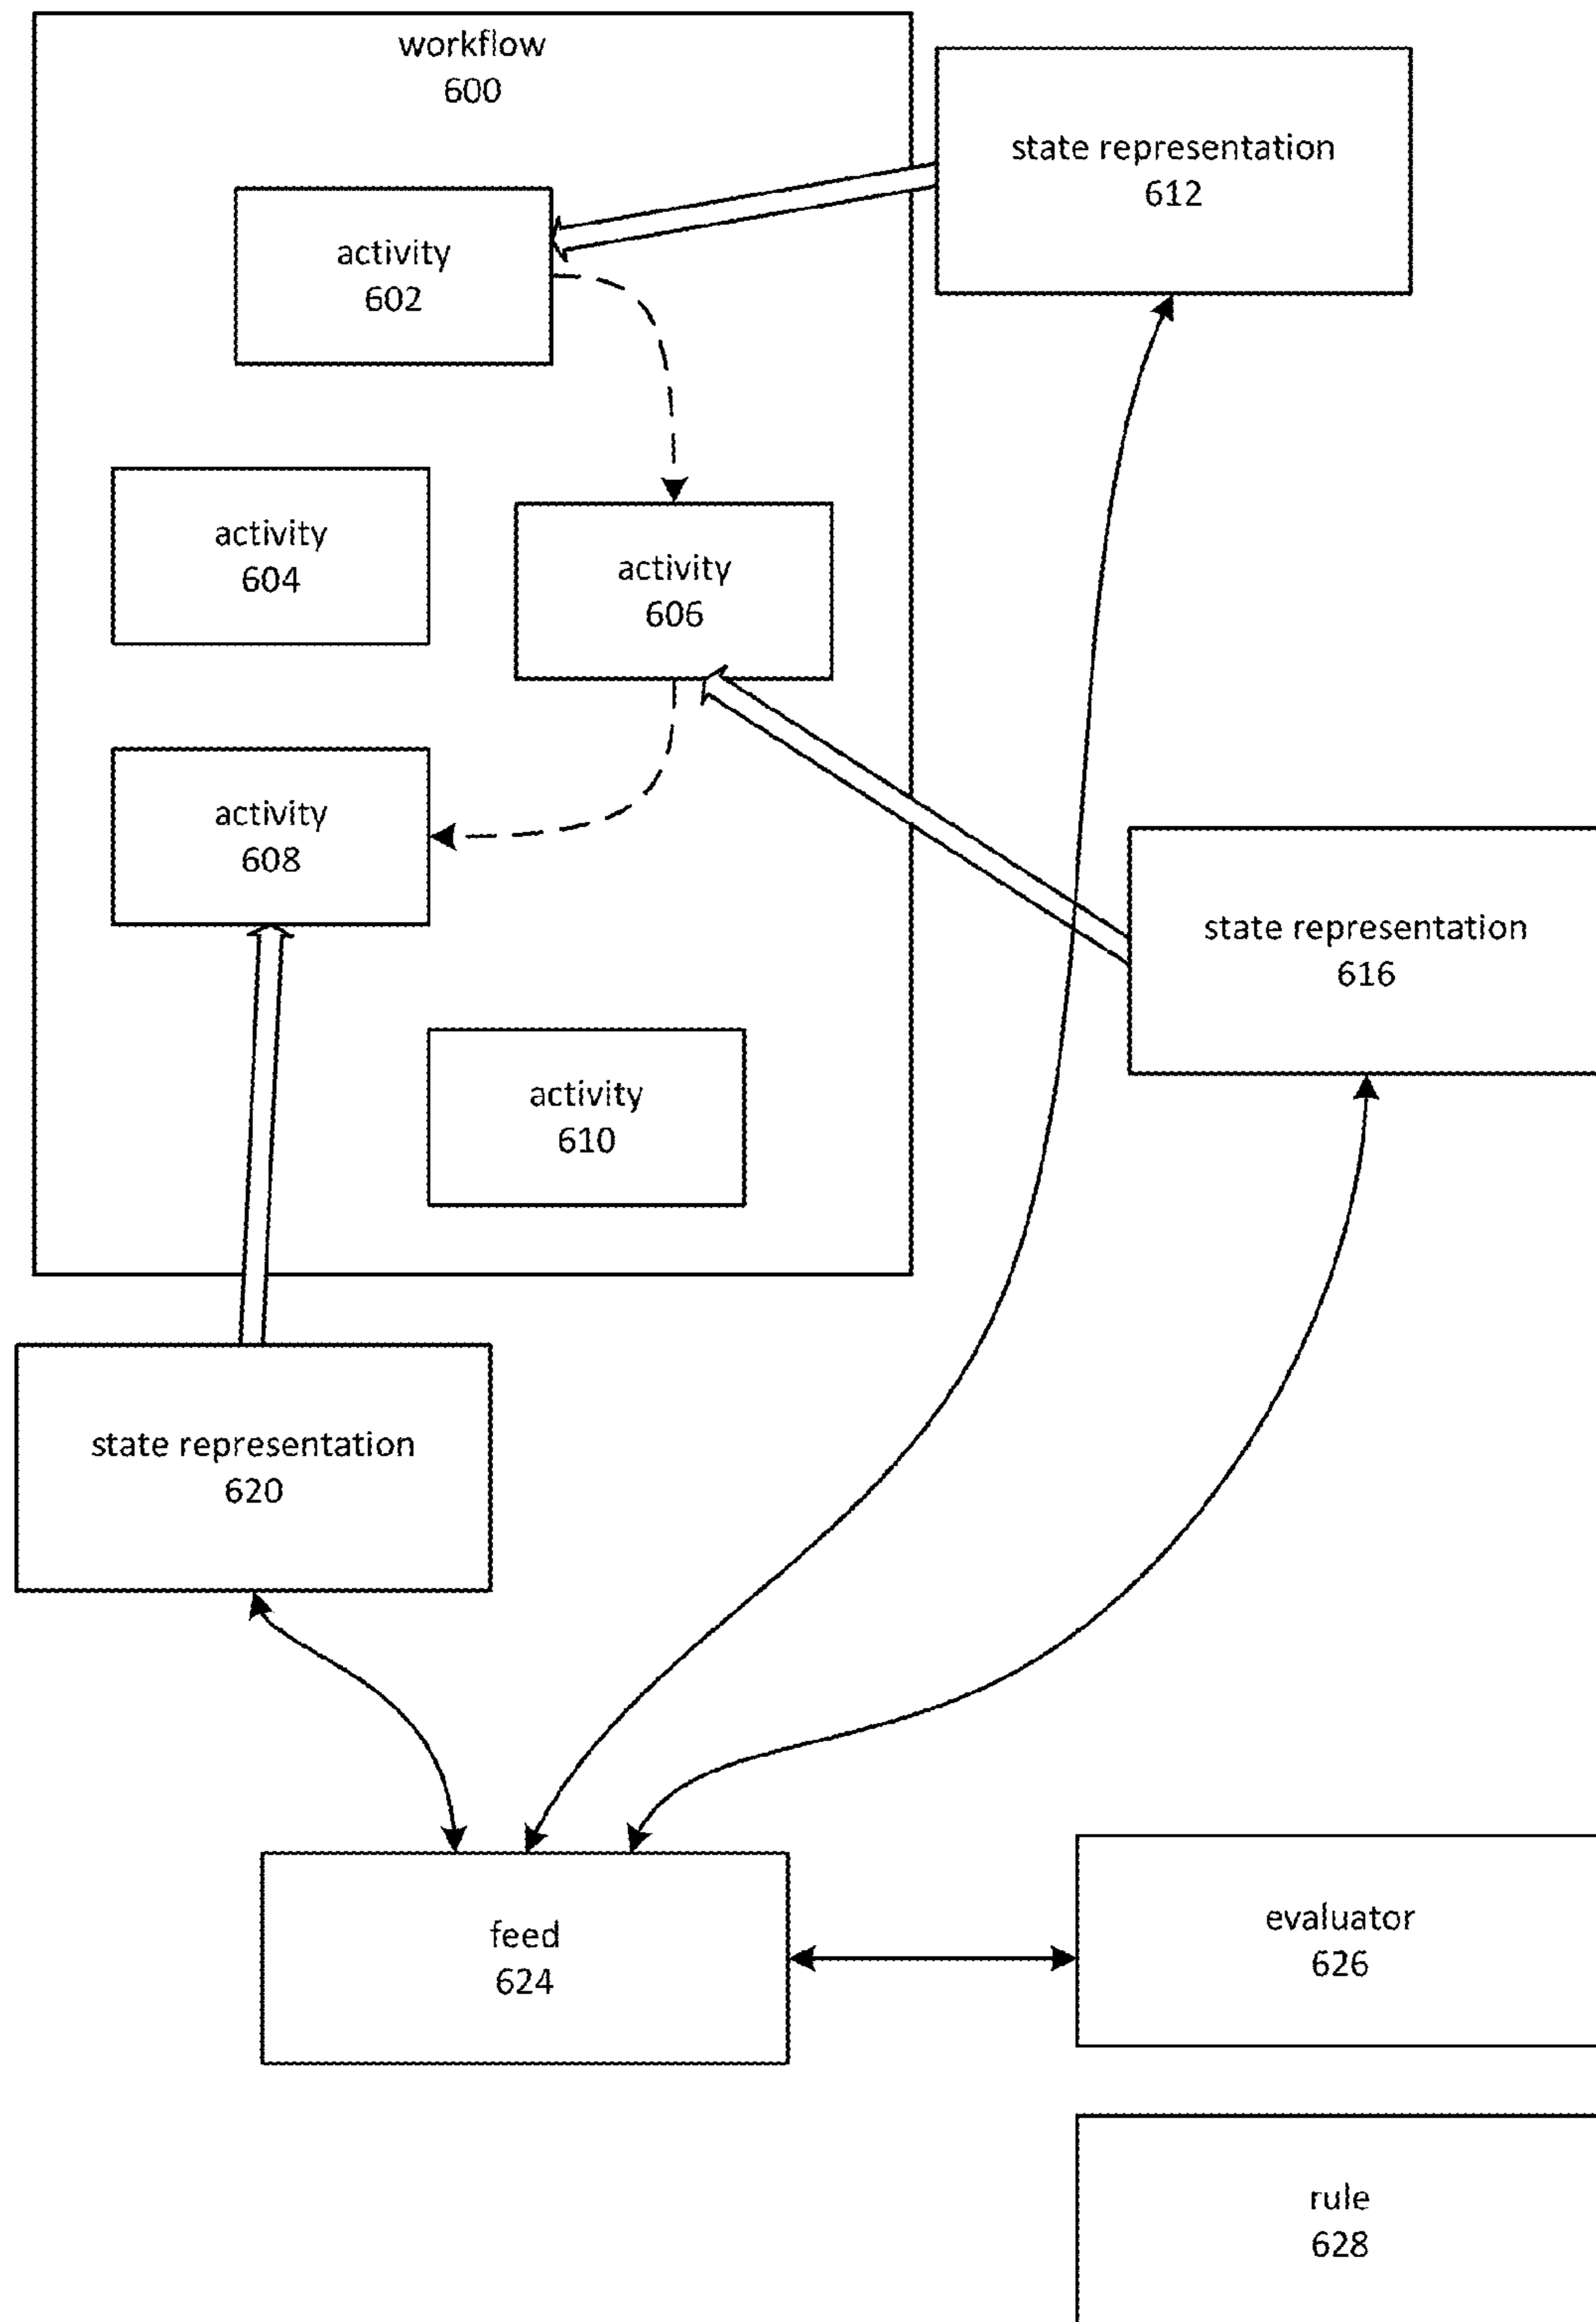 workflow
600
state representation
612
activity
602
activity
604
activity
606
activity
608
state representation
616
activity
610
state representation
620
feed
624
evaluator
626
rule
628